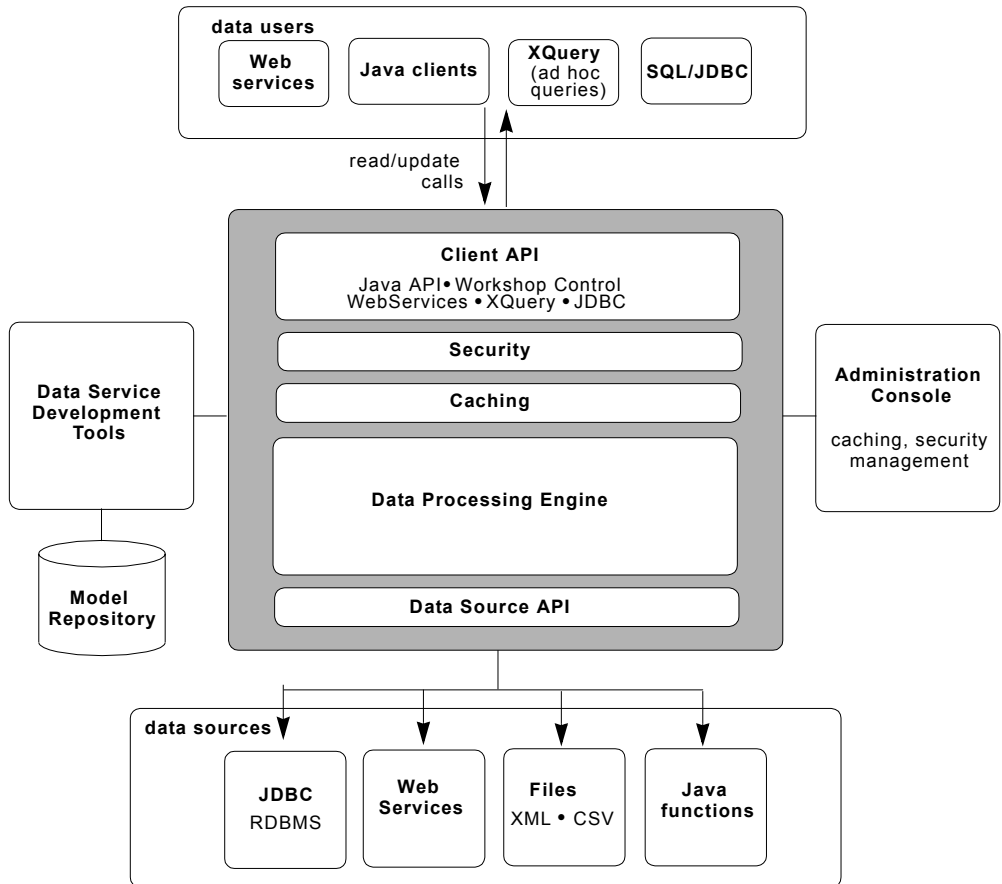 data users
Web
services
Java clients
XQuery
(ad hoc
queries)
SQL/JDBC
read/update
calls
Client API
Java API• Workshop Control
WebServices • XQuery • JDBC
Security
Caching
Data Processing Engine
Data Source API
Data Service
Development
Tools
Model
Repository
Administration
Console
caching, security
management
data sources
JDBC
RDBMS
Web
Services
Files
XML • CSV
Java
functions